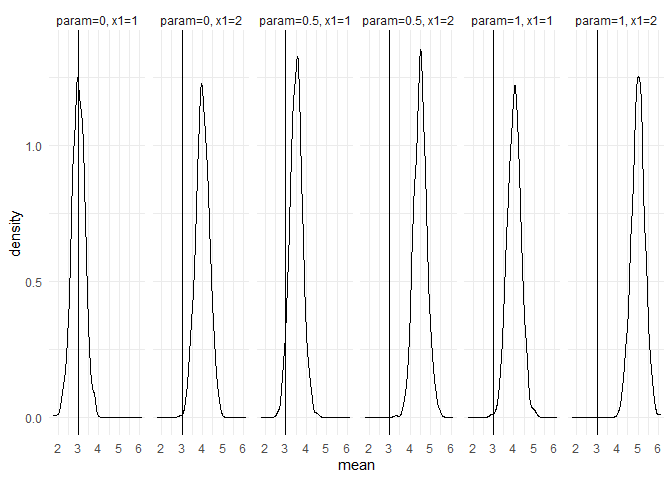 param=0, x1=1 param=0, x1=2 param=0.5, x1=1 param=0.5, x1=2 param=1, x1=1 param=1, x1=2
1.0
0.5
0.0
density
2 3 4 5 6 2 3 4 5 6 2 3 4 5 6 2 3 4 5 6 2 3 4 5 6 2 3 4 5 6
mean